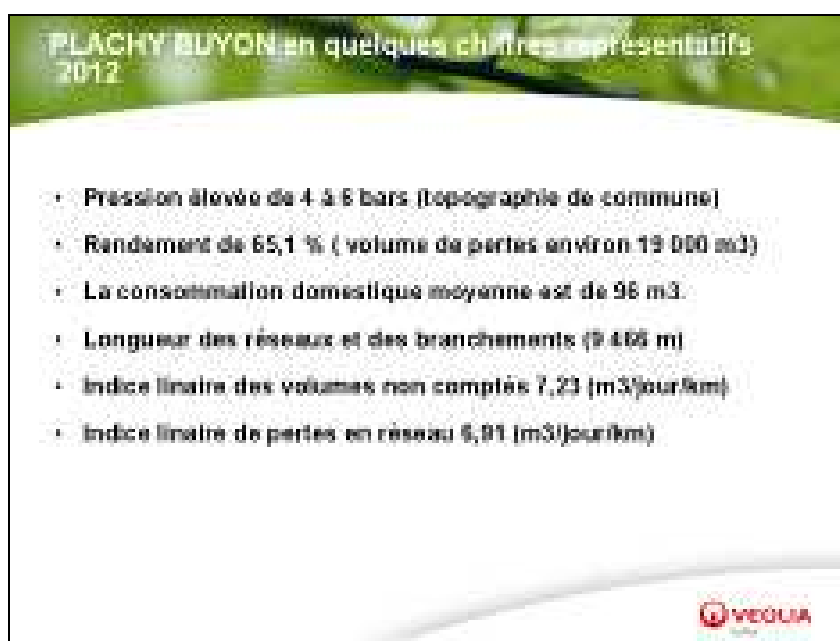 PLACHY BUYON en quelques chiffres représentatifs
2012
• Pression élevée de 4 à 6 bars (topographie de commune)
• Rendement de 65,1 % ( volume de pertes environ 19 000 m3)
• La consommation domestique moyenne est de 96 m3.
• Longueur des réseaux et des branchements (9 466 m)
• Indice linaire des volumes non comptés 7,23 (m3/jour/km)
• Indice linaire de pertes en réseau 6,91 (m3/jour/km)
VEOLIA